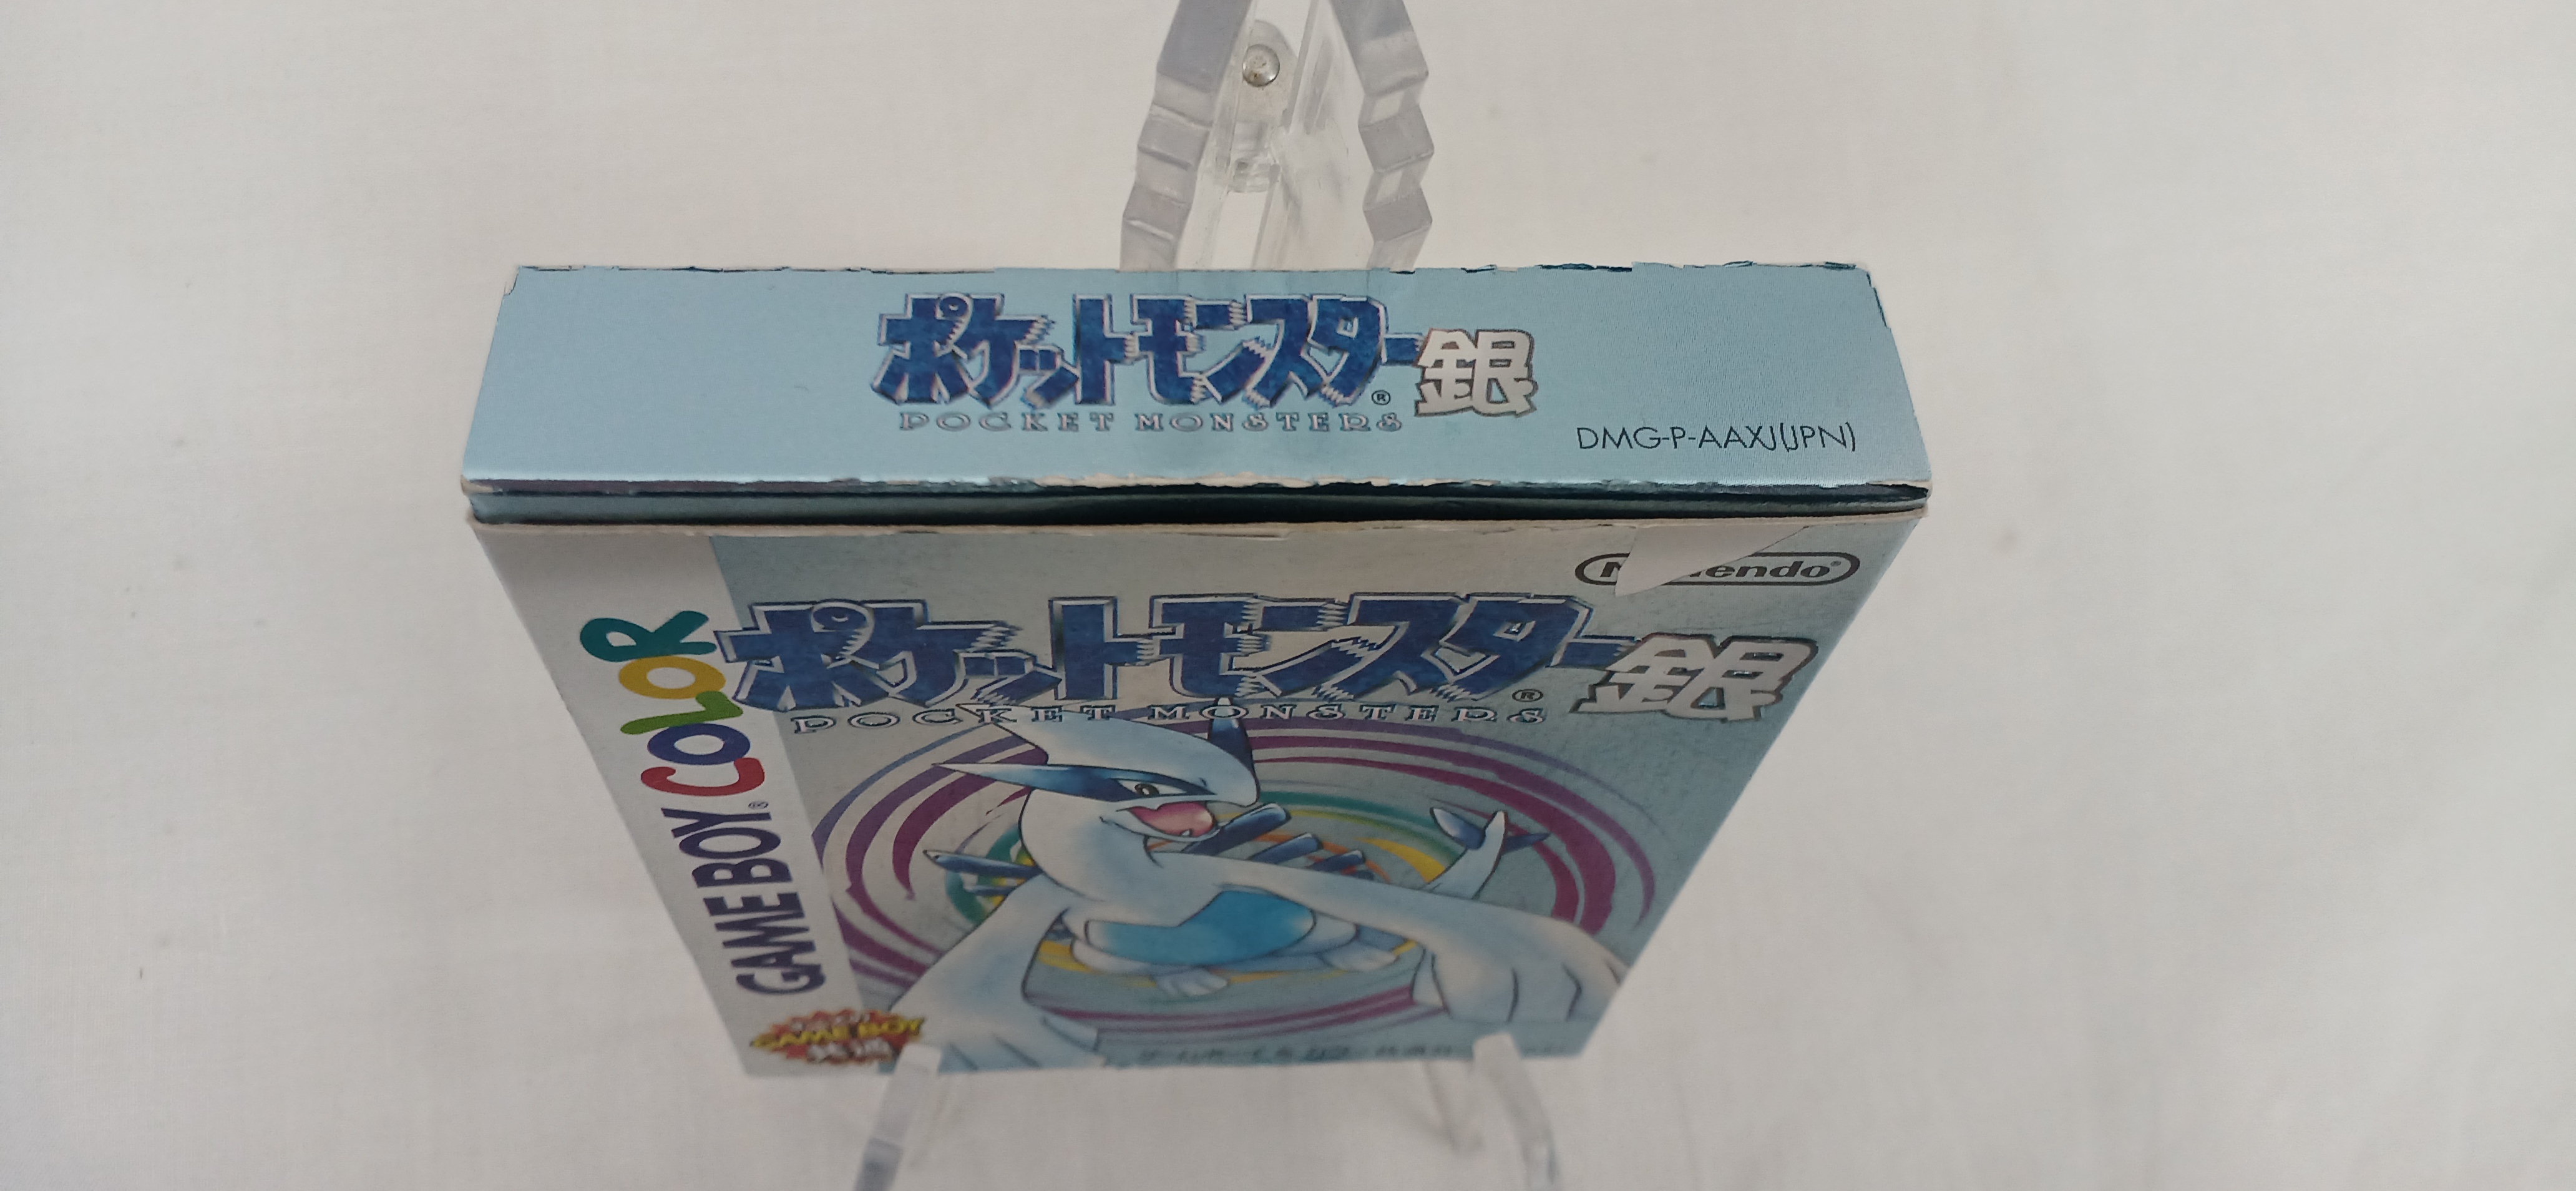 ポケットモンスター® 銀
POCKET MONSTERS
DMG-P-AAXJ(JPN)
Nintendo®
ポケットモンスター® 銀
POCKET MONSTERS
GAME BOY® COLOR
GAME BOY